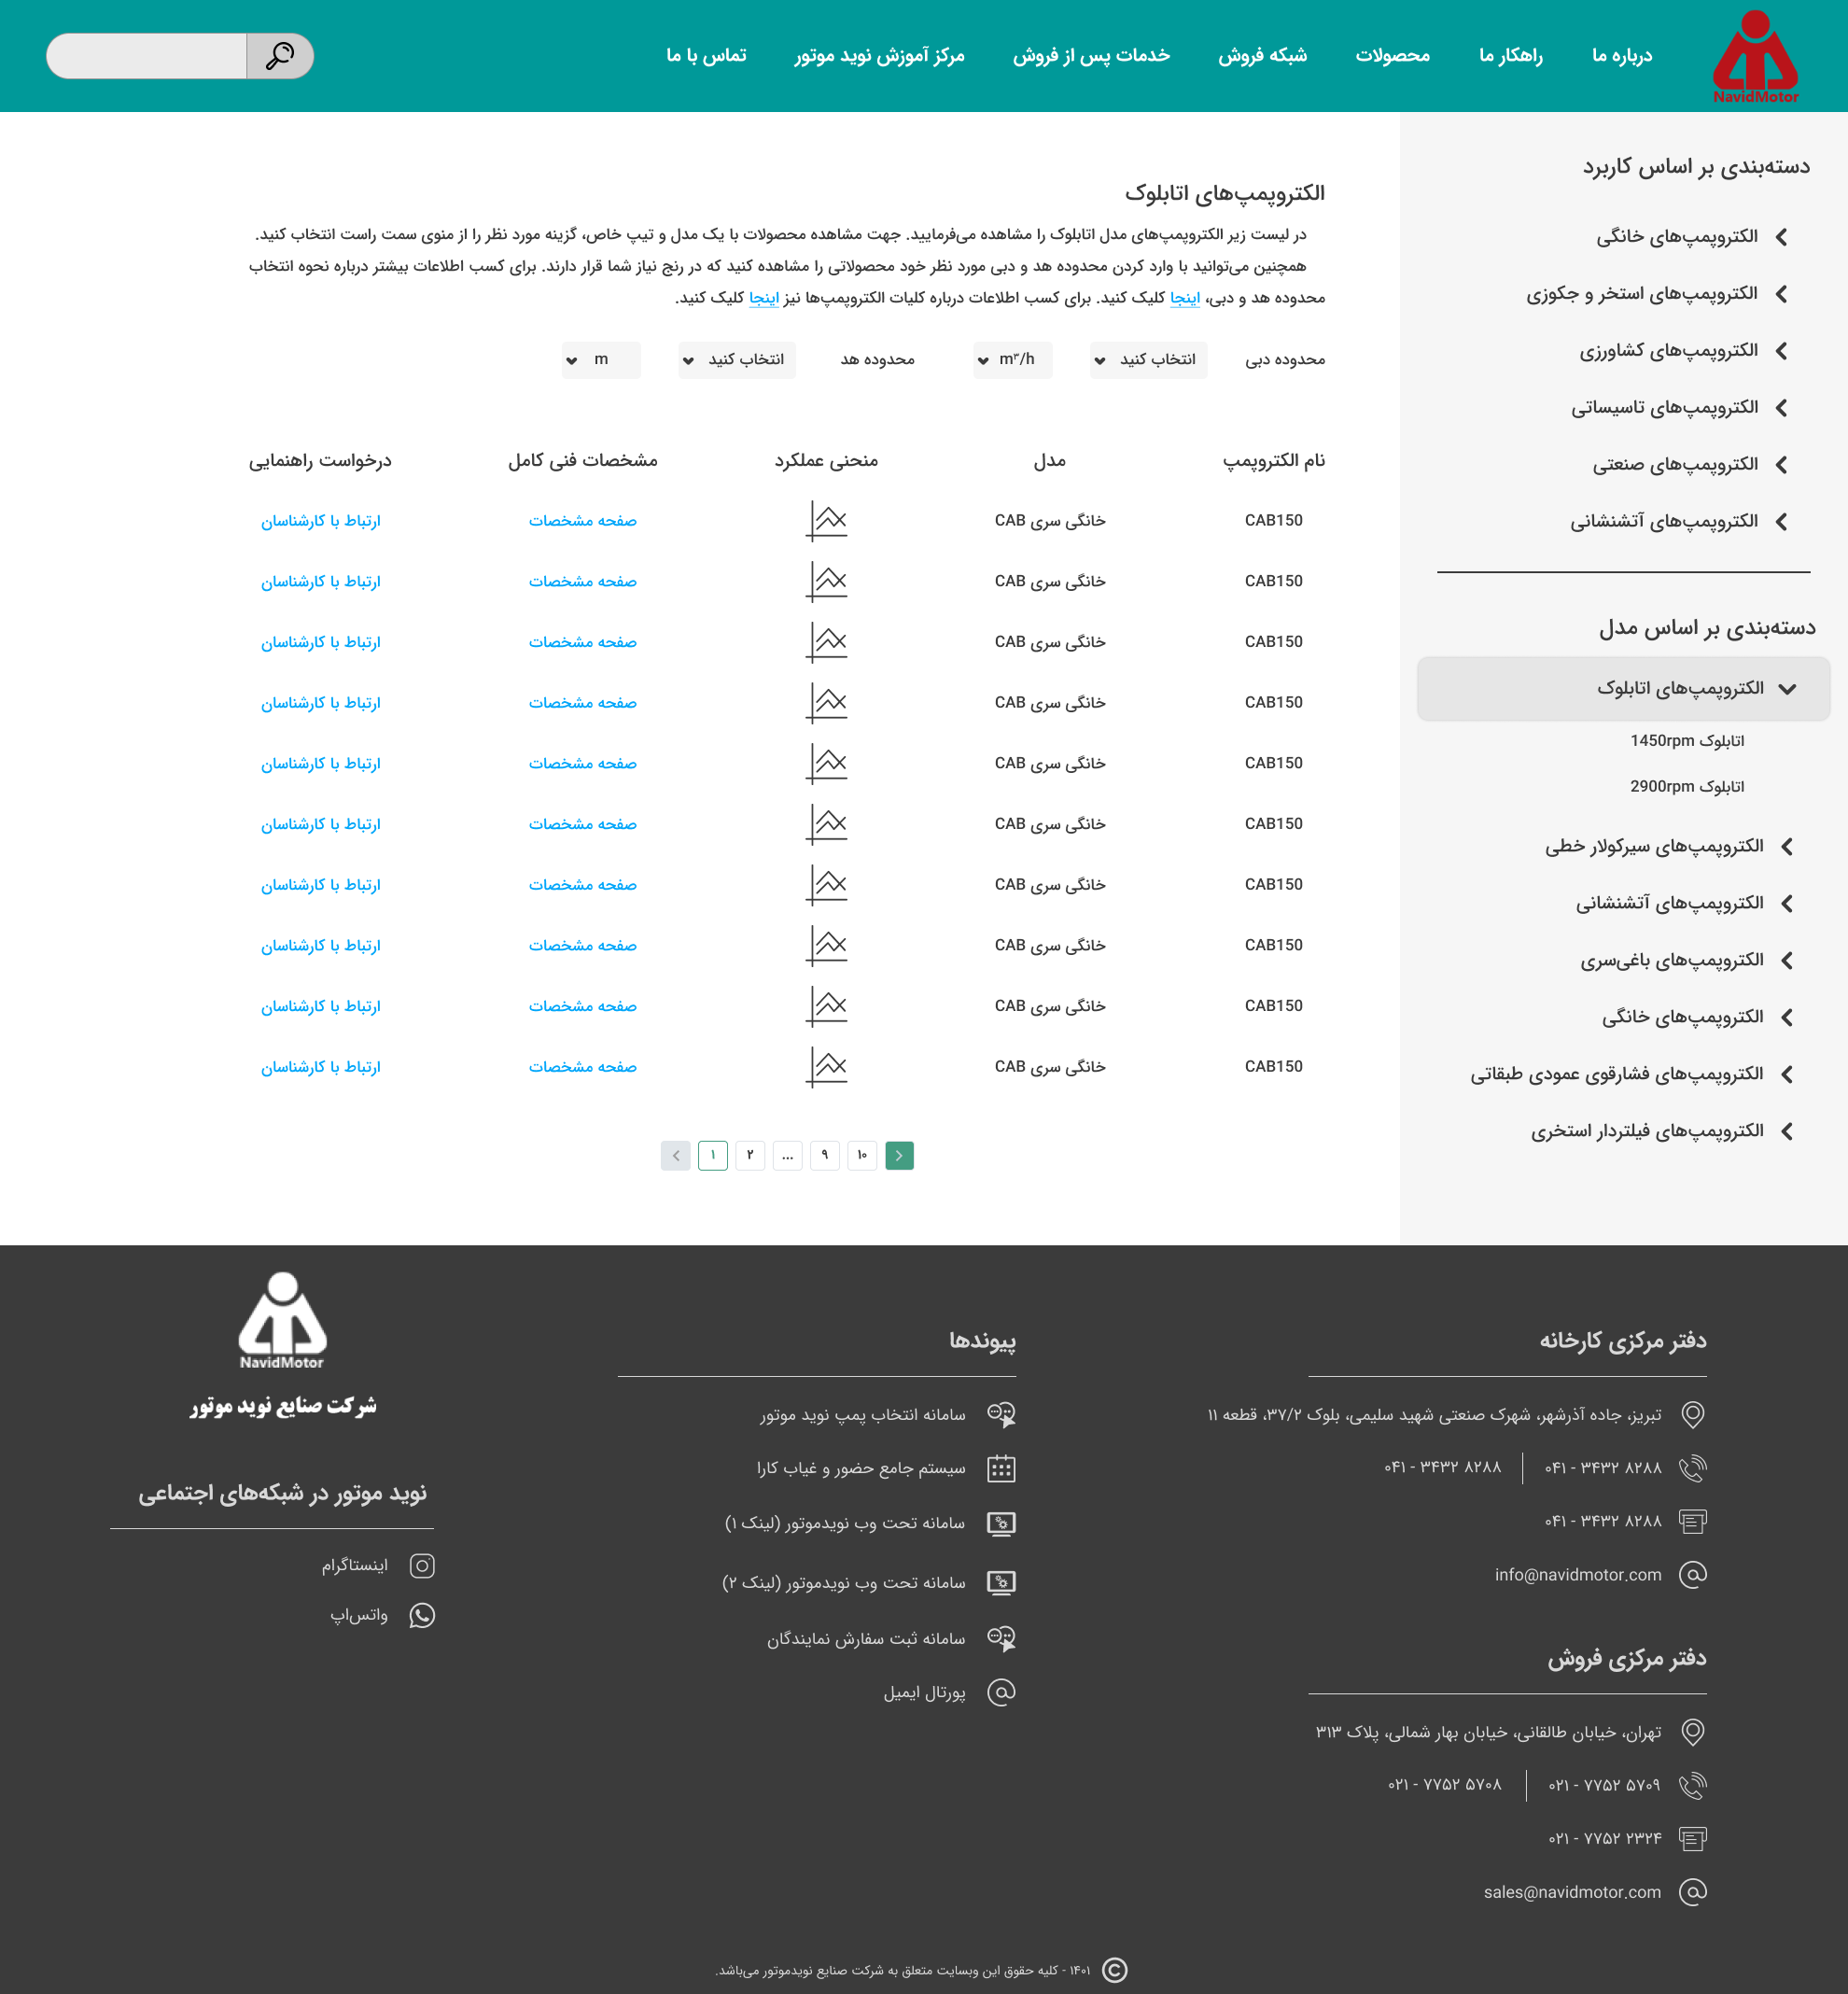 NavidMotor
درباره ما
راهکار ما
محصولات
شبکه فروش
خدمات پس از فروش
مرکز آموزش نوید موتور
تماس با ما
دسته‌بندی بر اساس کاربرد
الکتروپمپ‌های خانگی
الکتروپمپ‌های استخر و جکوزی
الکتروپمپ‌های کشاورزی
الکتروپمپ‌های تاسیساتی
الکتروپمپ‌های صنعتی
الکتروپمپ‌های آتشنشانی
دسته‌بندی بر اساس مدل
الکتروپمپ‌های اتابلوک
اتابلوک 1450rpm
اتابلوک 2900rpm
الکتروپمپ‌های سیرکولار خطی
الکتروپمپ‌های آتشنشانی
الکتروپمپ‌های باغی‌سری
الکتروپمپ‌های خانگی
الکتروپمپ‌های فشارقوی عمودی طبقاتی
الکتروپمپ‌های فیلتردار استخری
الکتروپمپ‌های اتابلوک
در لیست زیر الکتروپمپ‌های مدل اتابلوک را مشاهده می‌فرمایید. جهت مشاهده محصولات با یک مدل و تیپ خاص، گزینه مورد نظر را از منوی سمت راست انتخاب کنید.
همچنین می‌توانید با وارد کردن محدوده هد و دبی مورد نظر خود محصولاتی را مشاهده کنید که در رنج نیاز شما قرار دارند. برای کسب اطلاعات بیشتر درباره نحوه انتخاب
محدوده هد و دبی، اینجا کلیک کنید. برای کسب اطلاعات درباره کلیات الکتروپمپ‌ها نیز اینجا کلیک کنید.
محدوده دبی انتخاب کنید m³/h محدوده هد انتخاب کنید m
نام الکتروپمپ مدل منحنی عملکرد مشخصات فنی کامل درخواست راهنمایی
CAB150 خانگی سری CAB صفحه مشخصات ارتباط با کارشناسان
CAB150 خانگی سری CAB صفحه مشخصات ارتباط با کارشناسان
CAB150 خانگی سری CAB صفحه مشخصات ارتباط با کارشناسان
CAB150 خانگی سری CAB صفحه مشخصات ارتباط با کارشناسان
CAB150 خانگی سری CAB صفحه مشخصات ارتباط با کارشناسان
CAB150 خانگی سری CAB صفحه مشخصات ارتباط با کارشناسان
CAB150 خانگی سری CAB صفحه مشخصات ارتباط با کارشناسان
CAB150 خانگی سری CAB صفحه مشخصات ارتباط با کارشناسان
CAB150 خانگی سری CAB صفحه مشخصات ارتباط با کارشناسان
CAB150 خانگی سری CAB صفحه مشخصات ارتباط با کارشناسان
۱۰ ۹ ... ۲ ۱
دفتر مرکزی کارخانه
تبریز، جاده آذرشهر، شهرک صنعتی شهید سلیمی، بلوک ۳۷/۲، قطعه ۱۱
۰۴۱ - ۳۴۳۲ ۸۲۸۸ ۰۴۱ - ۳۴۳۲ ۸۲۸۸
۰۴۱ - ۳۴۳۲ ۸۲۸۸
info@navidmotor.com
دفتر مرکزی فروش
تهران، خیابان طالقانی، خیابان بهار شمالی، پلاک ۳۱۳
۰۲۱ - ۷۷۵۲ ۵۷۰۹ ۰۲۱ - ۷۷۵۲ ۵۷۰۸
۰۲۱ - ۷۷۵۲ ۲۳۲۴
sales@navidmotor.com
پیوندها
سامانه انتخاب پمپ نوید موتور
سیستم جامع حضور و غیاب کارا
سامانه تحت وب نویدموتور (لینک ۱)
سامانه تحت وب نویدموتور (لینک ۲)
سامانه ثبت سفارش نمایندگان
پورتال ایمیل
NavidMotor
شرکت صنایع نوید موتور
نوید موتور در شبکه‌های اجتماعی
اینستاگرام
واتس‌اپ
© ۱۴۰۱ - کلیه حقوق این وبسایت متعلق به شرکت صنایع نویدموتور می‌باشد.